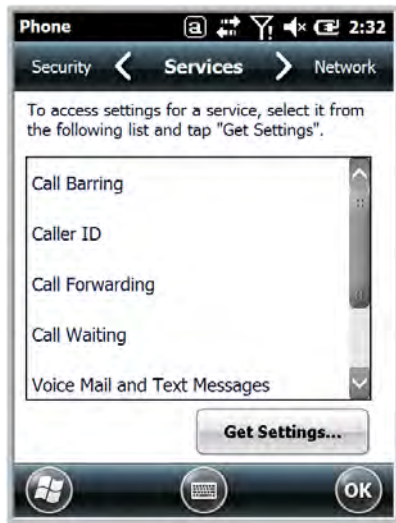 Phone a 2:32
Security Services Network
To access settings for a service, select it from
the following list and tap "Get Settings".
Call Barring
Caller ID
Call Forwarding
Call Waiting
Voice Mail and Text Messages
Get Settings...
OK